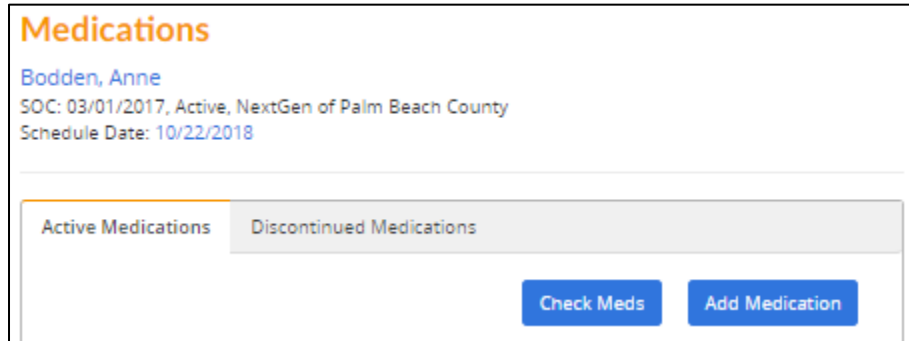 Medications
Bodden, Anne
SOC: 03/01/2017, Active, NextGen of Palm Beach County
Schedule Date: 10/22/2018
Active Medications Discontinued Medications
Check Meds Add Medication